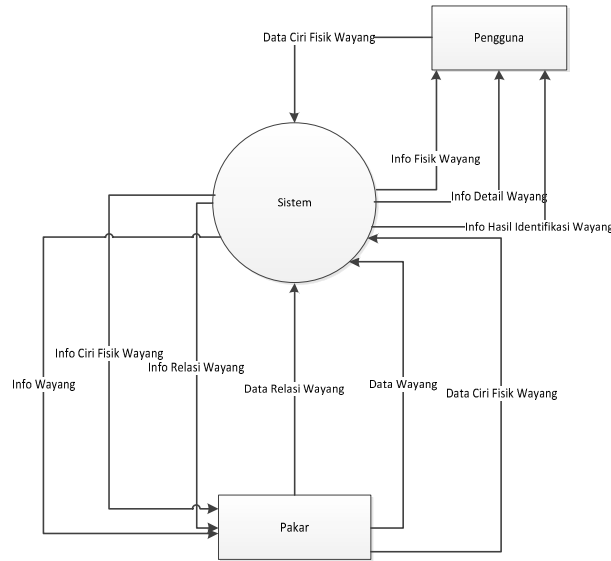 Data Ciri Fisik Wayang
Pengguna
Info Fisik Wayang
Sistem
Info Detail Wayang
Info Hasil Identifikasi Wayang
Info Ciri Fisik Wayang
Info Relasi Wayang
Info Wayang
Data Relasi Wayang
Data Wayang
Data Ciri Fisik Wayang
Pakar